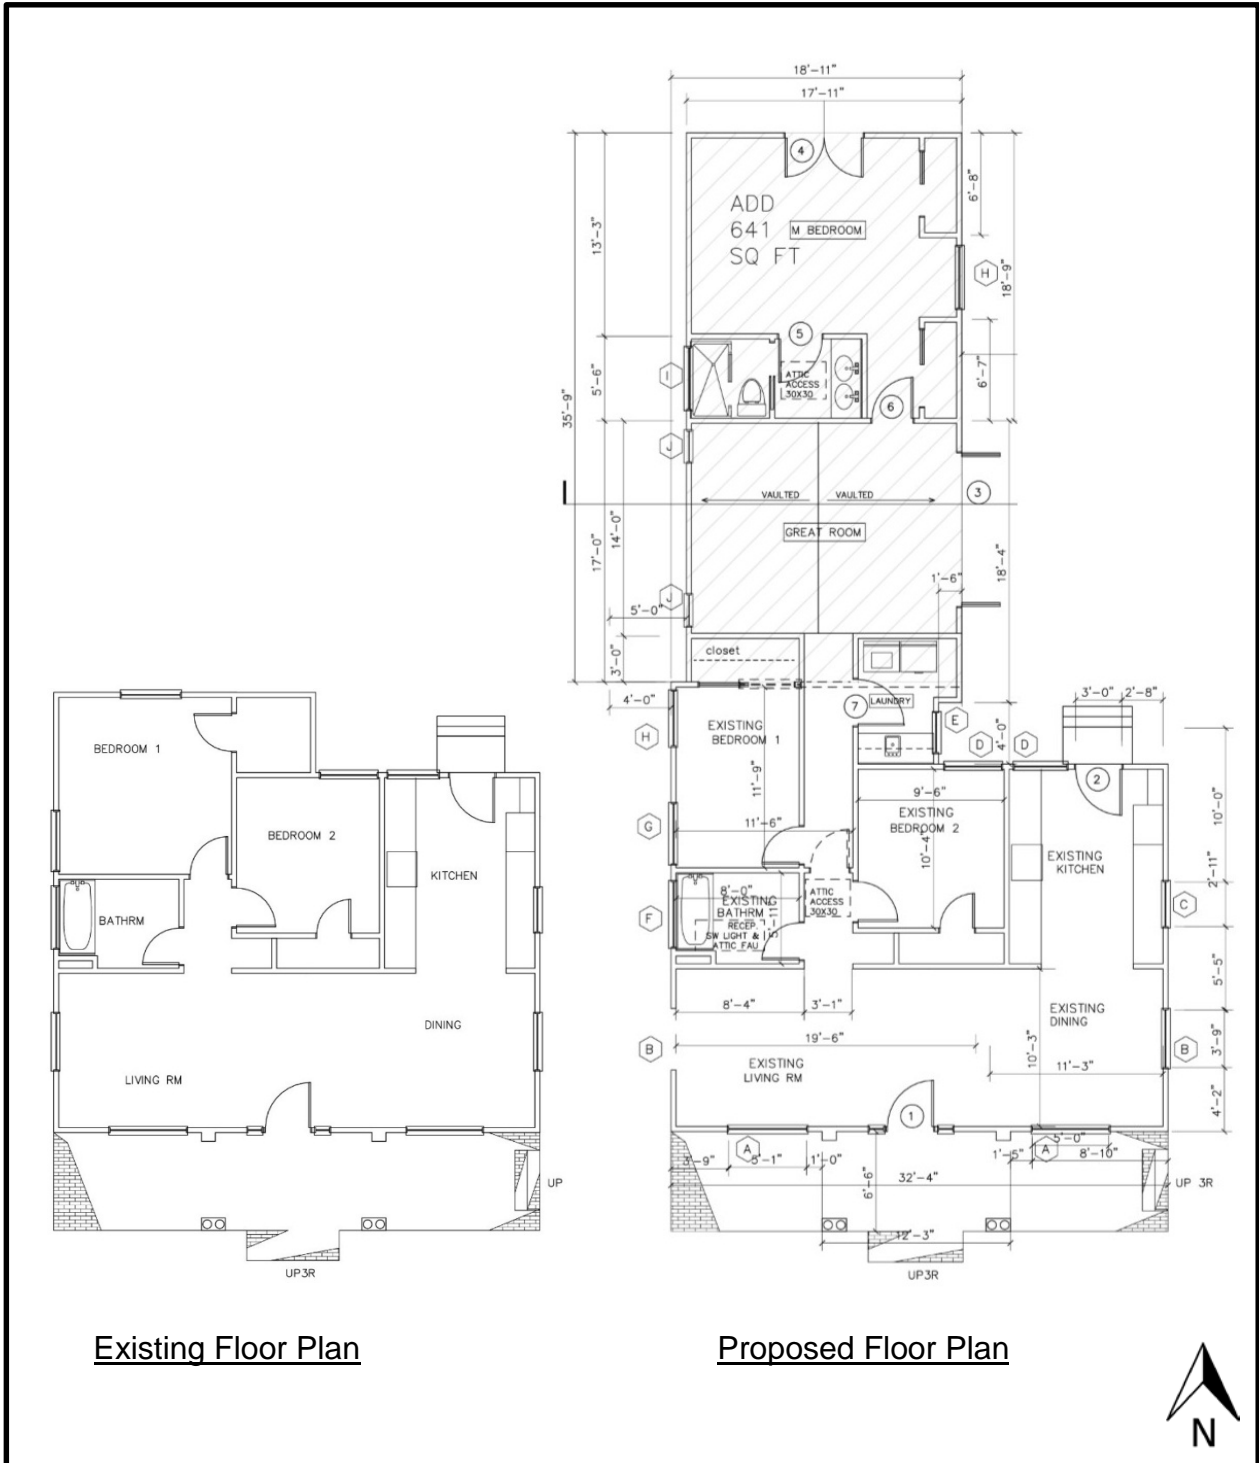 18'-11"
17'-11"
4
ADD
641
SQ FT
M BEDROOM
6'-8"
13'-3"
H
18'-9"
5
I
5'-6"
ATTIC
ACCESS
30X30
6'-7"
6
35'-9"
J
VAULTED
VAULTED
3
GREAT ROOM
14'-0"
17'-0"
18'-4"
1'-6"
J
5'-0"
3'-0"
closet
4'-0"
LAUNDRY
7
3'-0"
2'-8"
H
EXISTING
BEDROOM 1
E
D
D
4'-0"
11'-9"
2
9'-6"
G
11'-6"
EXISTING
BEDROOM 2
10'-4"
10'-0"
EXISTING
KITCHEN
2'-11"
8'-0"
F
EXISTING
BATHRM
5'-11"
RECEP.
SW LIGHT &
ATTIC FAU
ATTIC
ACCESS
30X30
C
5'-5"
8'-4"
3'-1"
EXISTING
DINING
B
19'-6"
10'-3"
B
3'-9"
EXISTING
LIVING RM
11'-3"
1
4'-2"
A
A
5'-0"
3'-9"
5'-1"
1'-0"
1'-5"
8'-10"
6'-6"
32'-4"
UP 3R
12'-3"
UP3R
BEDROOM 1
BEDROOM 2
KITCHEN
BATHRM
DINING
LIVING RM
UP
UP3R
Existing Floor Plan
Proposed Floor Plan
N